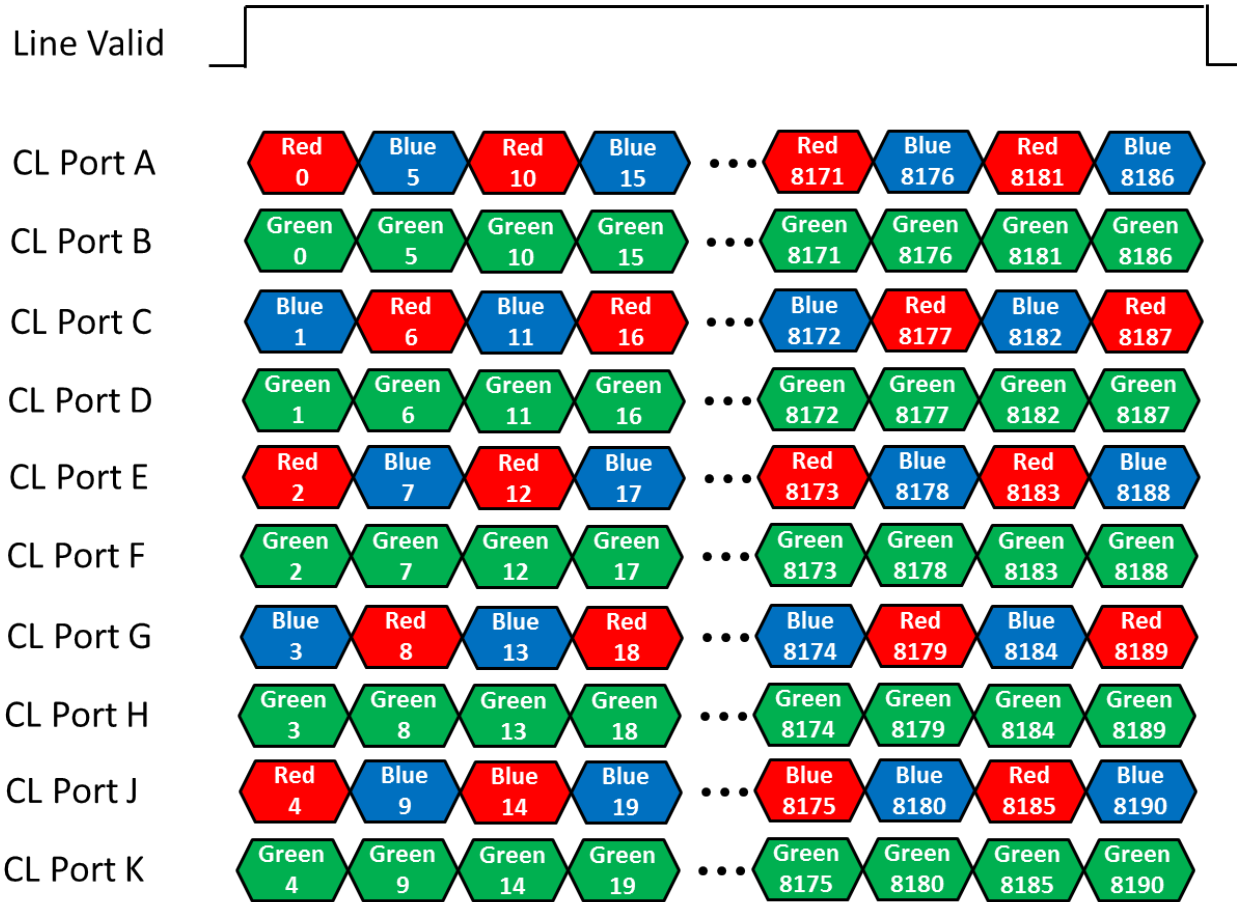 Line Valid
CL Port A
Red 0 Blue 5 Red 10 Blue 15 ••• Red 8171 Blue 8176 Red 8181 Blue 8186
CL Port B
Green 0 Green 5 Green 10 Green 15 ••• Green 8171 Green 8176 Green 8181 Green 8186
CL Port C
Blue 1 Red 6 Blue 11 Red 16 ••• Blue 8172 Red 8177 Blue 8182 Red 8187
CL Port D
Green 1 Green 6 Green 11 Green 16 ••• Green 8172 Green 8177 Green 8182 Green 8187
CL Port E
Red 2 Blue 7 Red 12 Blue 17 ••• Red 8173 Blue 8178 Red 8183 Blue 8188
CL Port F
Green 2 Green 7 Green 12 Green 17 ••• Green 8173 Green 8178 Green 8183 Green 8188
CL Port G
Blue 3 Red 8 Blue 13 Red 18 ••• Blue 8174 Red 8179 Blue 8184 Red 8189
CL Port H
Green 3 Green 8 Green 13 Green 18 ••• Green 8174 Green 8179 Green 8184 Green 8189
CL Port J
Red 4 Blue 9 Blue 14 Blue 19 ••• Blue 8175 Blue 8180 Red 8185 Blue 8190
CL Port K
Green 4 Green 9 Green 14 Green 19 ••• Green 8175 Green 8180 Green 8185 Green 8190